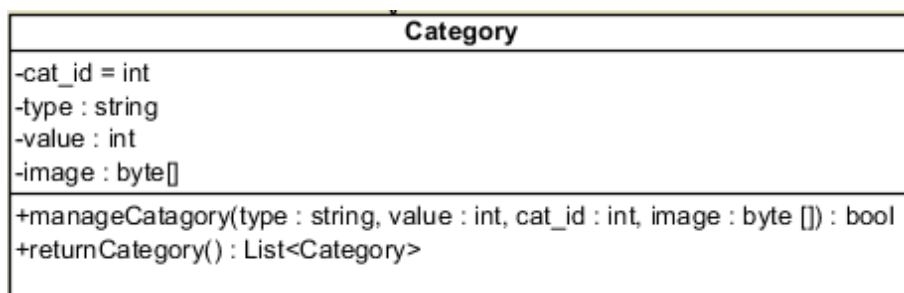 Category
-cat_id = int
-type : string
-value : int
-image : byte[]
+manageCatagory(type : string, value : int, cat_id : int, image : byte []) : bool
+returnCategory() : List<Category>